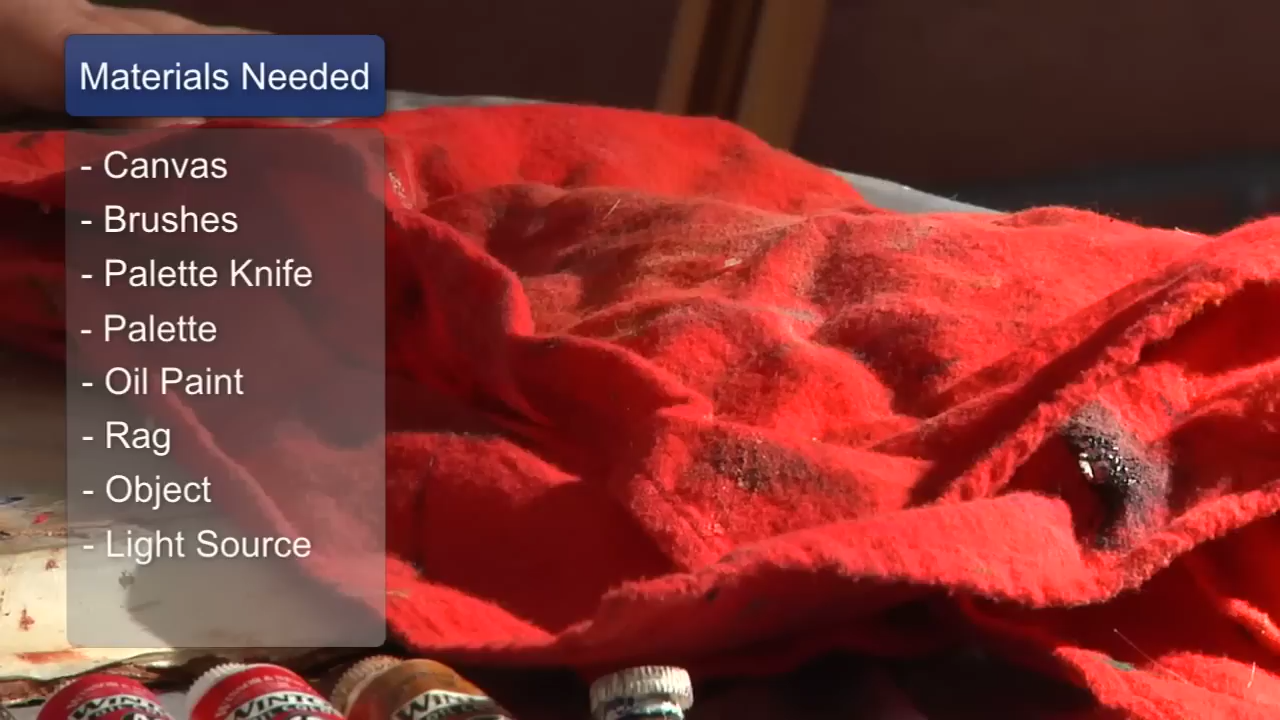 Materials Needed
- Canvas
- Brushes
- Palette Knife
- Palette
- Oil Paint
- Rag
- Object
- Light Source